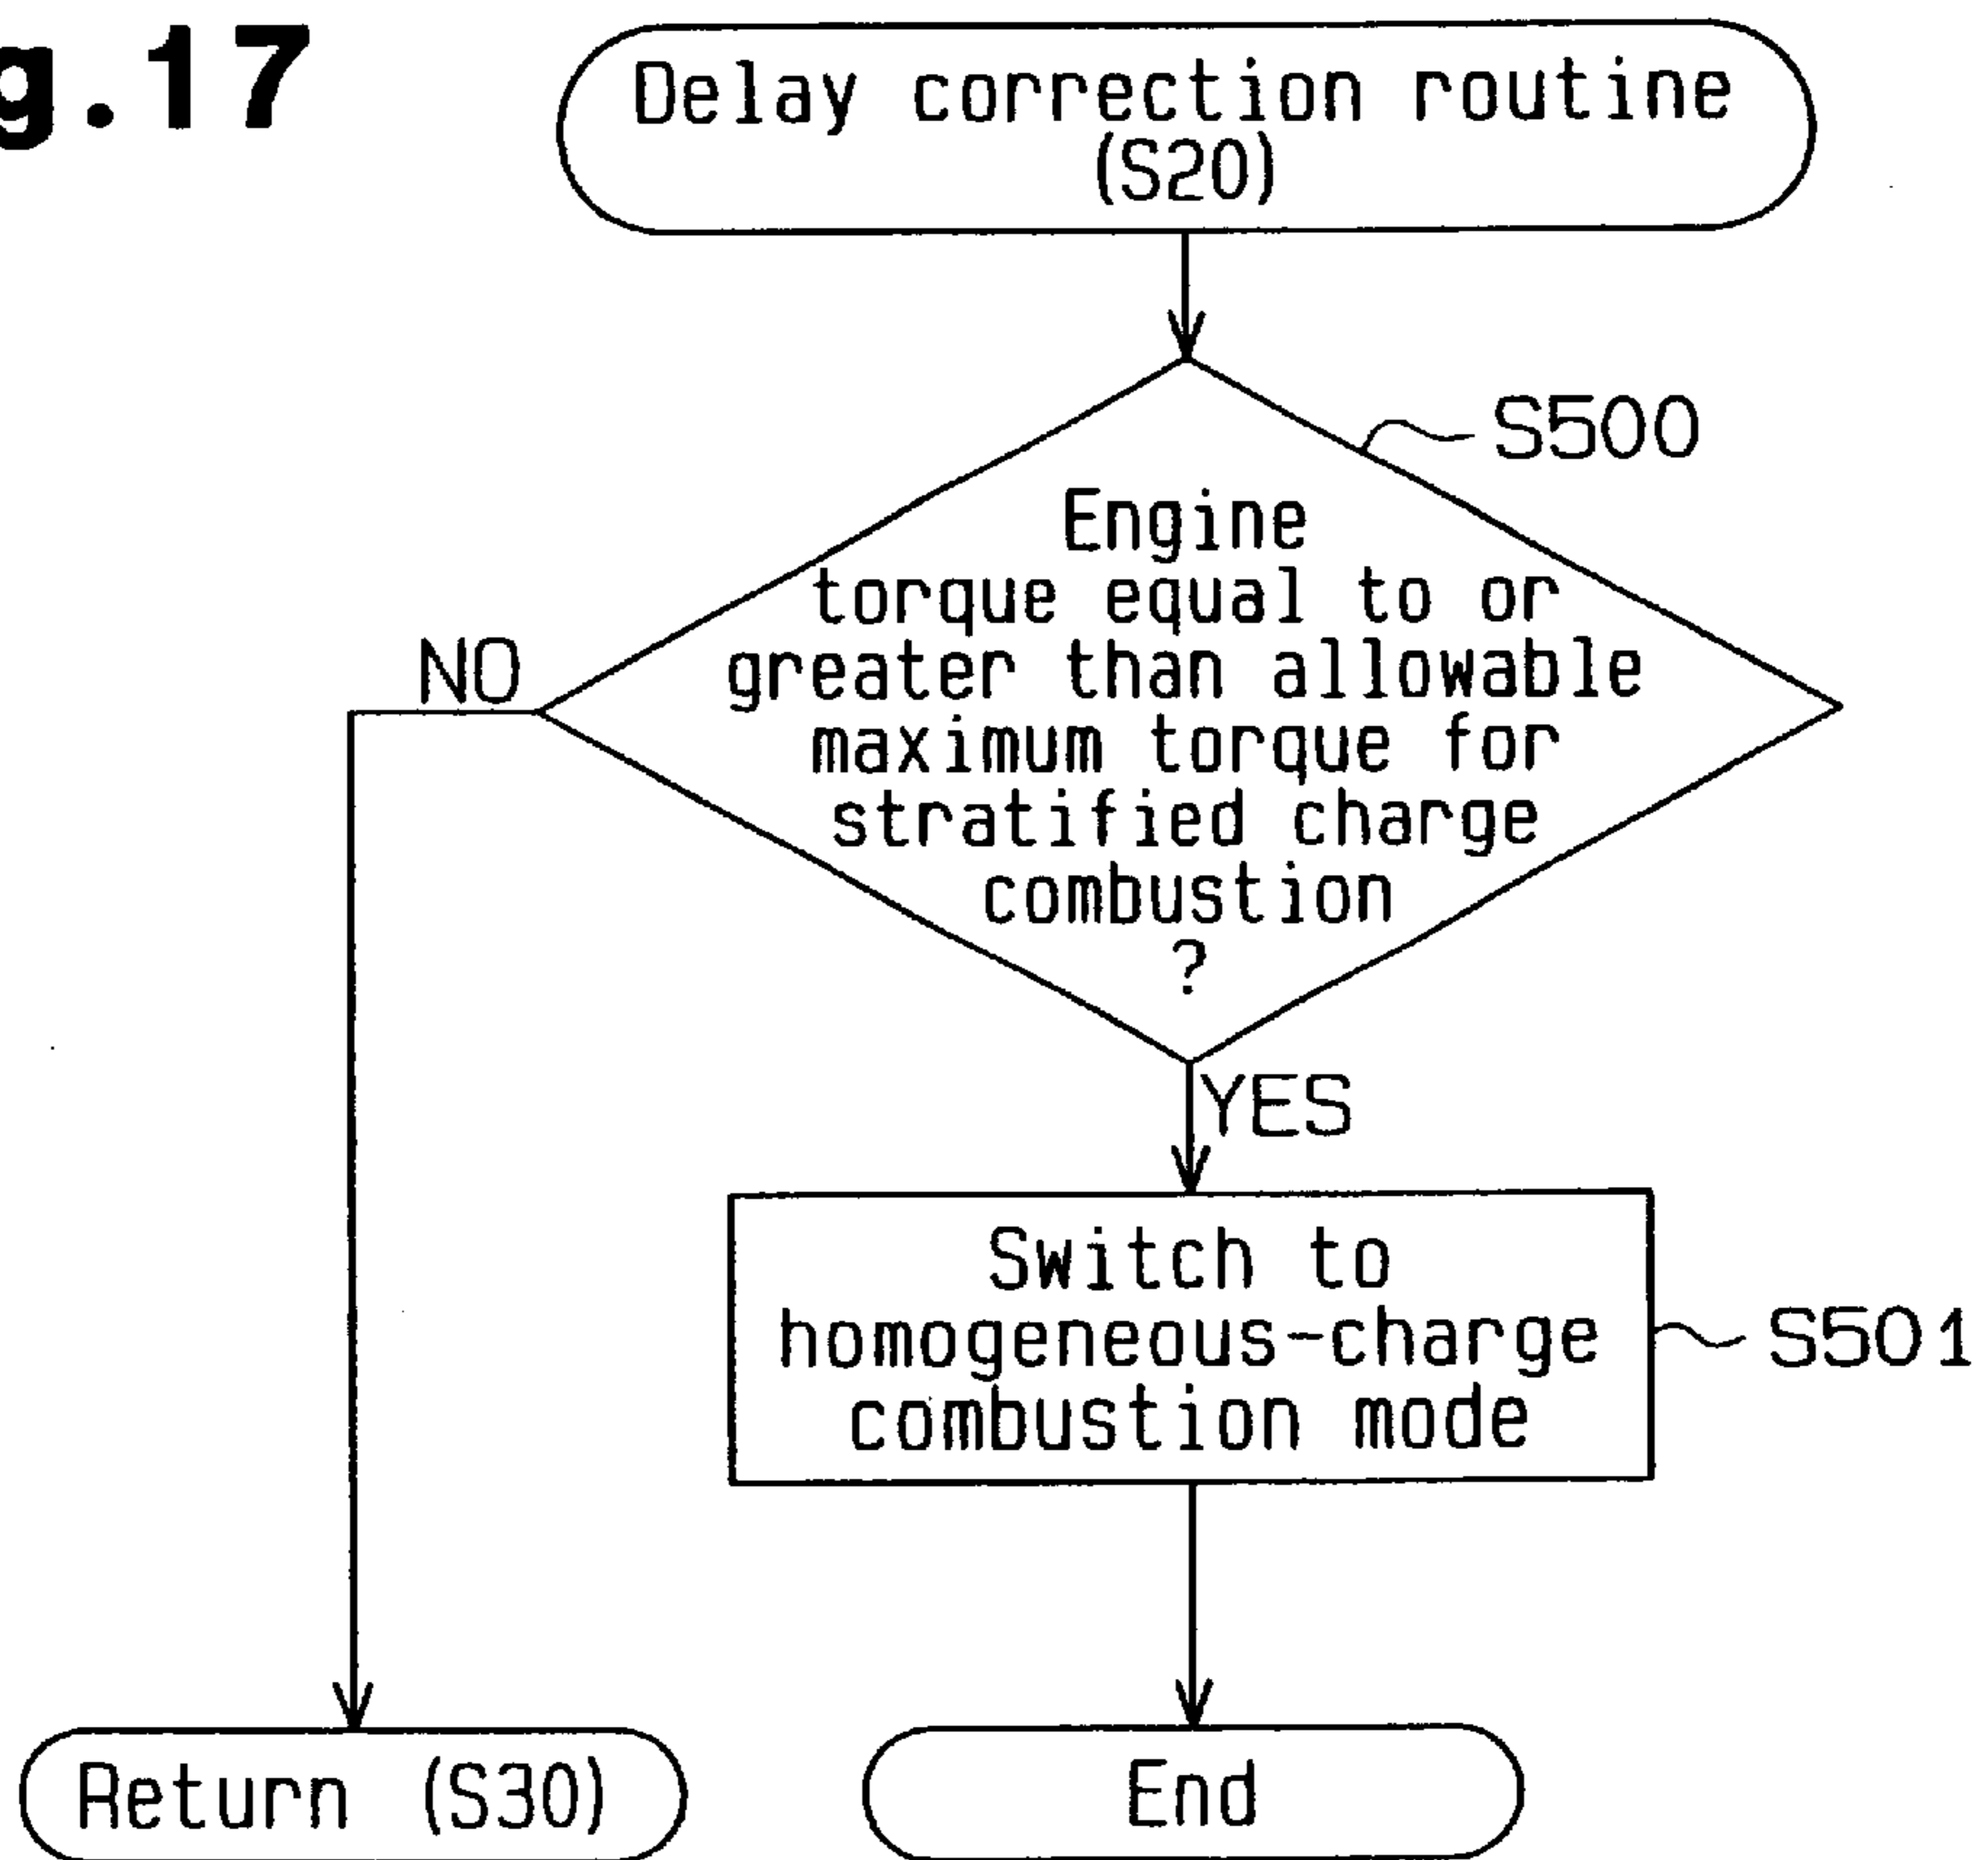 g.17
Delay correction routine
(S20)
S500
Engine
torque equal to or
greater than allowable
maximum torque for
stratified charge
combustion
?
NO
YES
Switch to
homogeneous-charge
combustion mode
S501
Return (S30)
End